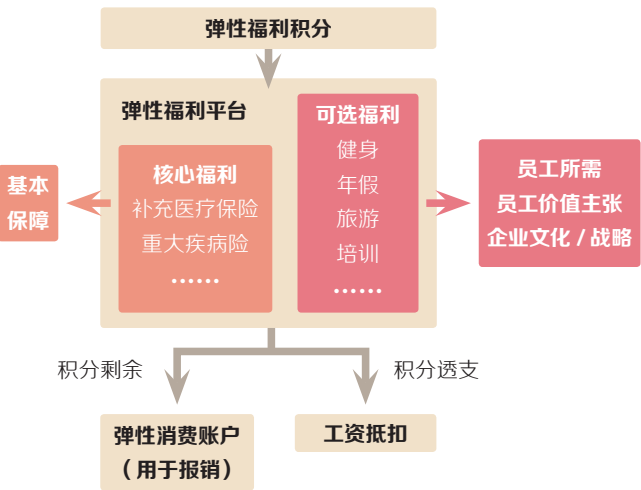 弹性福利积分
弹性福利平台
核心福利
补充医疗保险
重大疾病险
……
可选福利
健身
年假
旅游
培训
……
基本
保障
员工所需
员工价值主张
企业文化 / 战略
积分剩余
积分透支
弹性消费账户
（用于报销）
工资抵扣